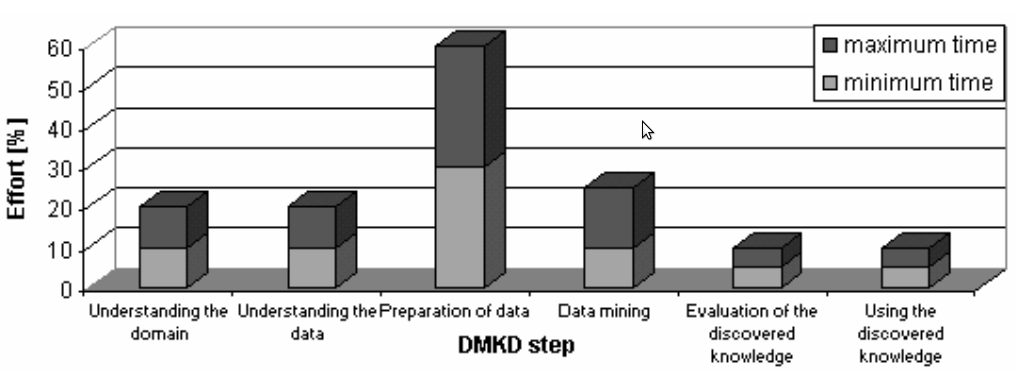 maximum time
minimum time
60
50
40
30
20
10
0
Effort [%]
Understanding the domain
Understanding the data
Preparation of data
Data mining
Evaluation of the discovered knowledge
Using the discovered knowledge
DMKD step